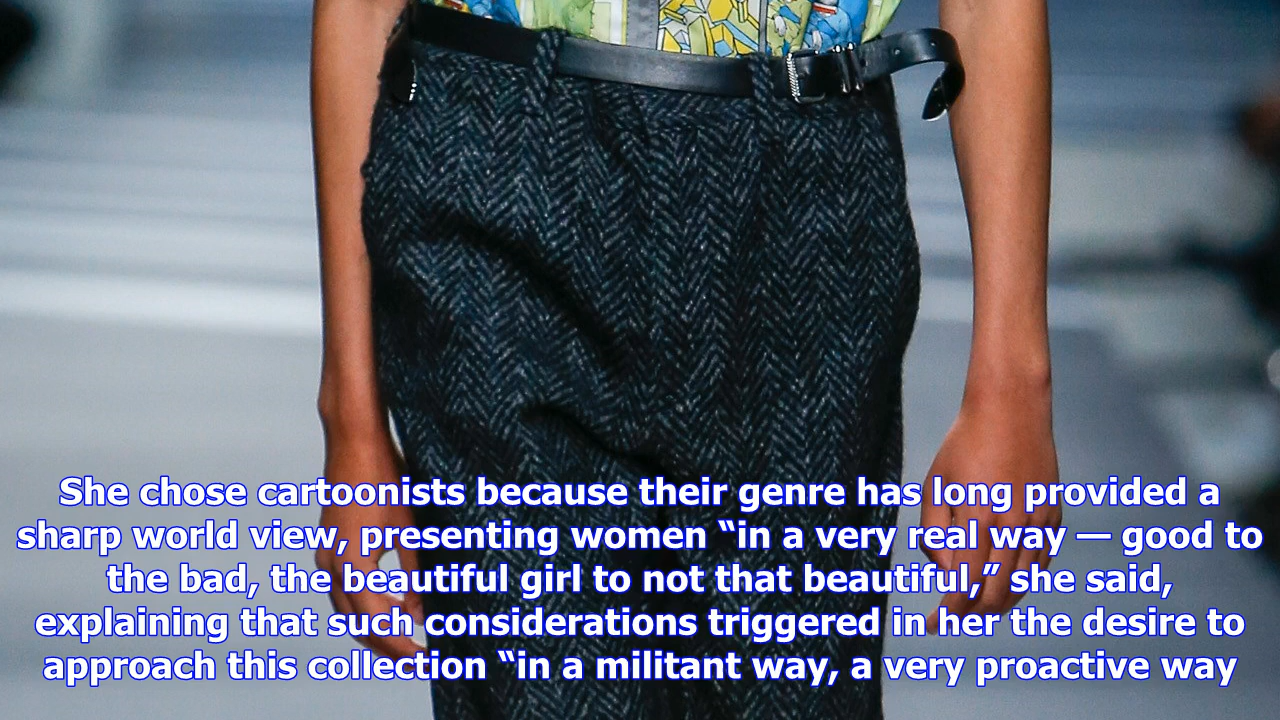 She chose cartoonists because their genre has long provided a
sharp world view, presenting women “in a very real way — good to
the bad, the beautiful girl to not that beautiful,” she said,
explaining that such considerations triggered in her the desire to
approach this collection “in a militant way, a very proactive way